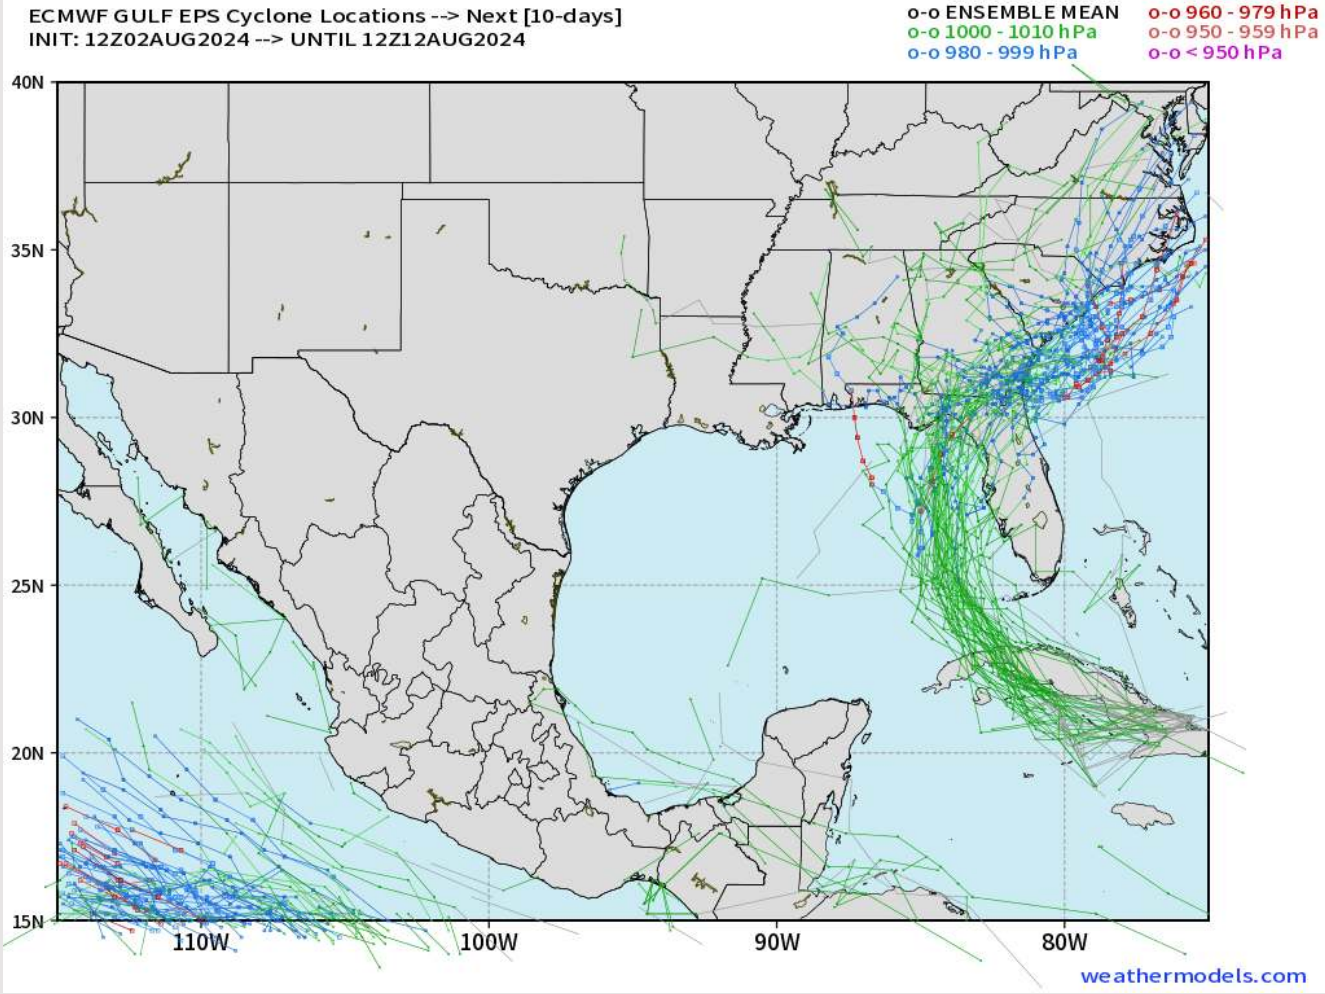 ECMWF GULF EPS Cyclone Locations --> Next [10-days]
INIT: 12Z02AUG2024 --> UNTIL 12Z12AUG2024
o-o ENSEMBLE MEAN
o-o 1000 - 1010 hPa
o-o 980 - 999 hPa
o-o 960 - 979 hPa
o-o 950 - 959 hPa
o-o < 950 hPa
40N
35N
30N
25N
20N
15N
110W
100W
90W
80W
weathermodels.com